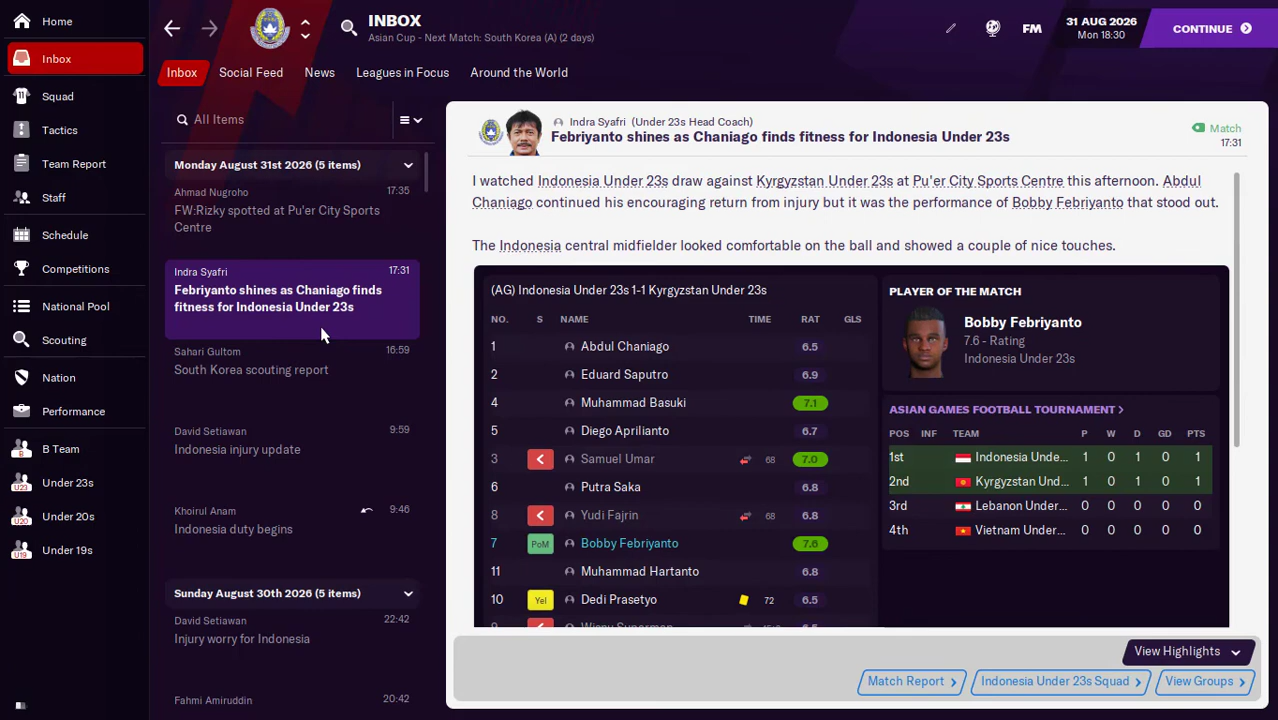 Home
Inbox
Squad
Tactics
Team Report
Staff
Schedule
Competitions
National Pool
Scouting
Nation
Performance
B Team
Under 23s
Under 20s
Under 19s
INBOX
Asian Cup - Next Match: South Korea (A) (2 days)
FM
31 AUG 2026
Mon 18:30
CONTINUE
Inbox
Social Feed
News
Leagues in Focus
Around the World
All Items
Monday August 31st 2026 (5 items)
Ahmad Nugroho 17:35
FW:Rizky spotted at Pu'er City Sports
Centre
Indra Syafri 17:31
Febriyanto shines as Chaniago finds
fitness for Indonesia Under 23s
Sahari Gultom 16:59
South Korea scouting report
David Setiawan 9:59
Indonesia injury update
Khoirul Anam 9:46
Indonesia duty begins
Sunday August 30th 2026 (5 items)
David Setiawan 22:42
Injury worry for Indonesia
Fahmi Amiruddin 20:42
Indra Syafri (Under 23s Head Coach)
Febriyanto shines as Chaniago finds fitness for Indonesia Under 23s
Match
17:31
I watched Indonesia Under 23s draw against Kyrgyzstan Under 23s at Pu'er City Sports Centre this afternoon. Abdul
Chaniago continued his encouraging return from injury but it was the performance of Bobby Febriyanto that stood out.
The Indonesia central midfielder looked comfortable on the ball and showed a couple of nice touches.
(AG) Indonesia Under 23s 1-1 Kyrgyzstan Under 23s
NO. S NAME TIME RAT GLS
1 Abdul Chaniago 6.5
2 Eduard Saputro 6.9
4 Muhammad Basuki 7.1
5 Diego Aprilianto 6.7
3 Samuel Umar 68 7.0
6 Putra Saka 6.8
8 Yudi Fajrin 68 6.8
7 PoM Bobby Febriyanto 7.6
11 Muhammad Hartanto 6.8
10 Yel Dedi Prasetyo 72 6.5
PLAYER OF THE MATCH
Bobby Febriyanto
7.6 - Rating
Indonesia Under 23s
ASIAN GAMES FOOTBALL TOURNAMENT
POS INF TEAM P W D GD PTS
1st Indonesia Unde... 1 0 1 0 1
2nd Kyrgyzstan Und... 1 0 1 0 1
3rd Lebanon Under... 0 0 0 0 0
4th Vietnam Under... 0 0 0 0 0
View Highlights
Match Report
Indonesia Under 23s Squad
View Groups